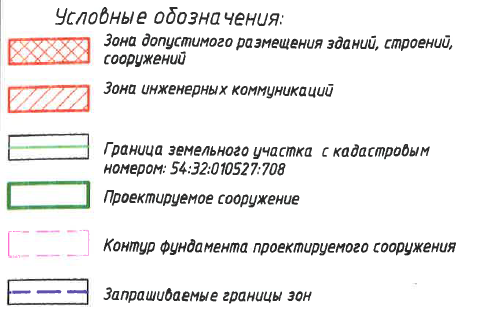 Условные обозначения:
Зона допустимого размещения зданий, строений,
сооружений
Зона инженерных коммуникаций
Граница земельного участка с кадастровым
номером: 54:32:010527:708
Проектируемое сооружение
Контур фундамента проектируемого сооружения
Запрашиваемые границы зон